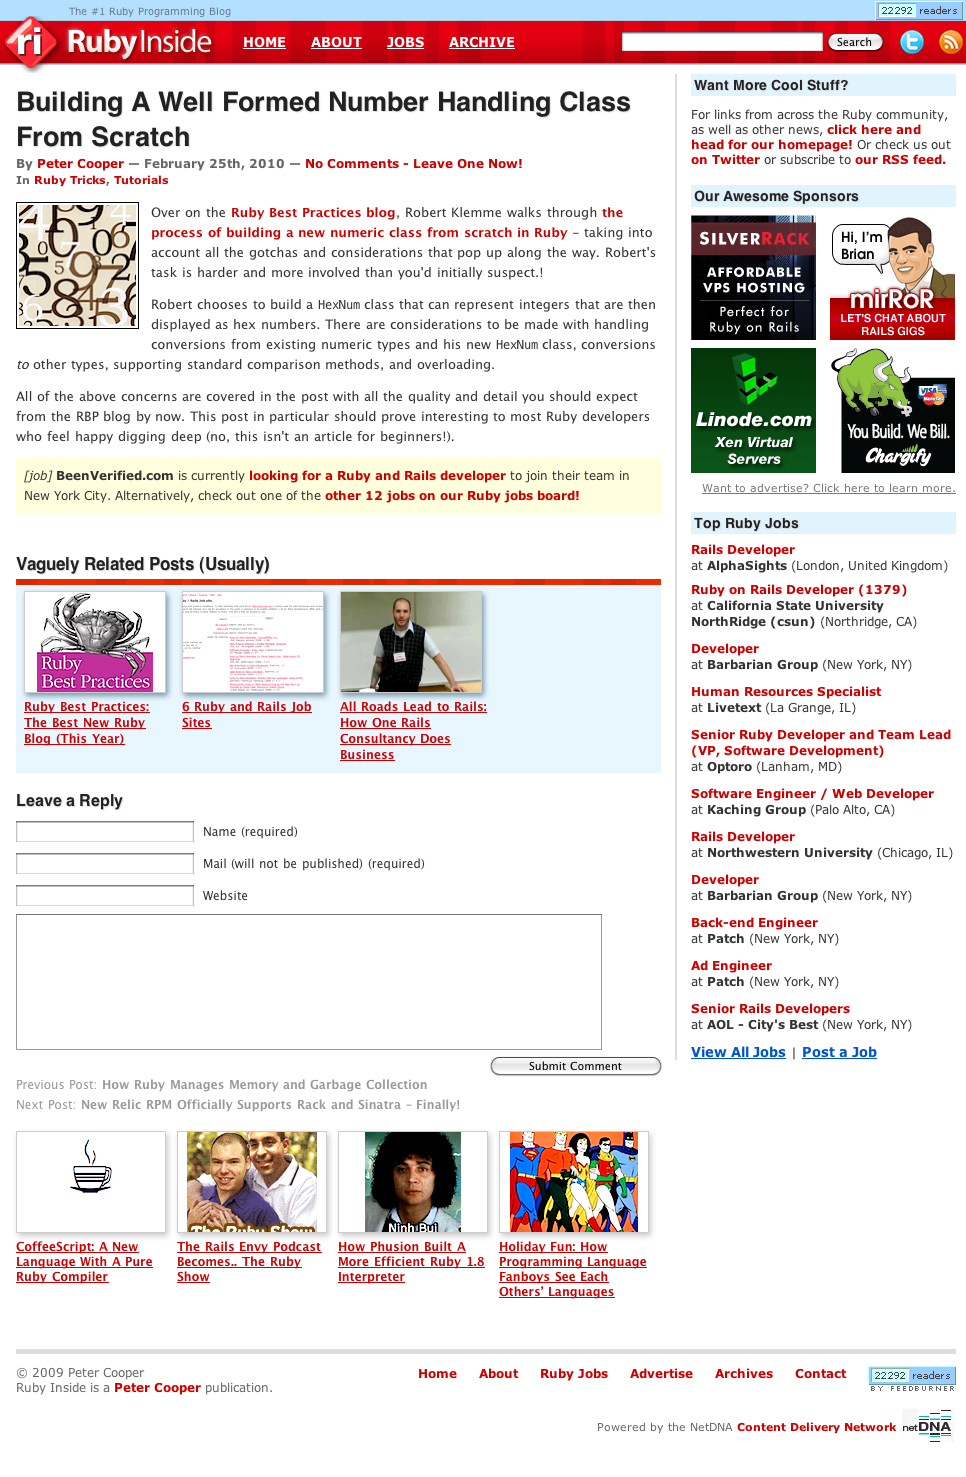 The #1 Ruby Programming Blog
22292 readers
ri RubyInside
HOME ABOUT JOBS ARCHIVE
Search
Building A Well Formed Number Handling Class
From Scratch
By Peter Cooper — February 25th, 2010 — No Comments - Leave One Now!
In Ruby Tricks, Tutorials
Over on the Ruby Best Practices blog, Robert Klemme walks through the
process of building a new numeric class from scratch in Ruby – taking into
account all the gotchas and considerations that pop up along the way. Robert's
task is harder and more involved than you'd initially suspect.!
Robert chooses to build a HexNum class that can represent integers that are then
displayed as hex numbers. There are considerations to be made with handling
conversions from existing numeric types and his new HexNum class, conversions
to other types, supporting standard comparison methods, and overloading.
All of the above concerns are covered in the post with all the quality and detail you should expect
from the RBP blog by now. This post in particular should prove interesting to most Ruby developers
who feel happy digging deep (no, this isn't an article for beginners!).
[job] BeenVerified.com is currently looking for a Ruby and Rails developer to join their team in
New York City. Alternatively, check out one of the other 12 jobs on our Ruby jobs board!
Vaguely Related Posts (Usually)
Ruby
Best Practices
Ruby Best Practices:
The Best New Ruby
Blog (This Year)
6 Ruby and Rails Job
Sites
All Roads Lead to Rails:
How One Rails
Consultancy Does
Business
Leave a Reply
Name (required)
Mail (will not be published) (required)
Website
Submit Comment
Previous Post: How Ruby Manages Memory and Garbage Collection
Next Post: New Relic RPM Officially Supports Rack and Sinatra – Finally!
The Ruby Show
Ninh Bui
CoffeeScript: A New
Language With A Pure
Ruby Compiler
The Rails Envy Podcast
Becomes.. The Ruby
Show
How Phusion Built A
More Efficient Ruby 1.8
Interpreter
Holiday Fun: How
Programming Language
Fanboys See Each
Others' Languages
Want More Cool Stuff?
For links from across the Ruby community,
as well as other news, click here and
head for our homepage! Or check us out
on Twitter or subscribe to our RSS feed.
Our Awesome Sponsors
SILVERRACK
AFFORDABLE
VPS HOSTING
Perfect for
Ruby on Rails
Hi, I'm
Brian
mirRoR
LET'S CHAT ABOUT
RAILS GIGS
Linode.com
Xen Virtual
Servers
VISA
MasterCard
You Build. We Bill.
Chargify
Want to advertise? Click here to learn more.
Top Ruby Jobs
Rails Developer
at AlphaSights (London, United Kingdom)
Ruby on Rails Developer (1379)
at California State University
NorthRidge (csun) (Northridge, CA)
Developer
at Barbarian Group (New York, NY)
Human Resources Specialist
at Livetext (La Grange, IL)
Senior Ruby Developer and Team Lead
(VP, Software Development)
at Optoro (Lanham, MD)
Software Engineer / Web Developer
at Kaching Group (Palo Alto, CA)
Rails Developer
at Northwestern University (Chicago, IL)
Developer
at Barbarian Group (New York, NY)
Back-end Engineer
at Patch (New York, NY)
Ad Engineer
at Patch (New York, NY)
Senior Rails Developers
at AOL - City's Best (New York, NY)
View All Jobs | Post a Job
© 2009 Peter Cooper
Ruby Inside is a Peter Cooper publication.
Home About Ruby Jobs Advertise Archives Contact
22292 readers
BY FEEDBURNER
Powered by the NetDNA Content Delivery Network
netDNA